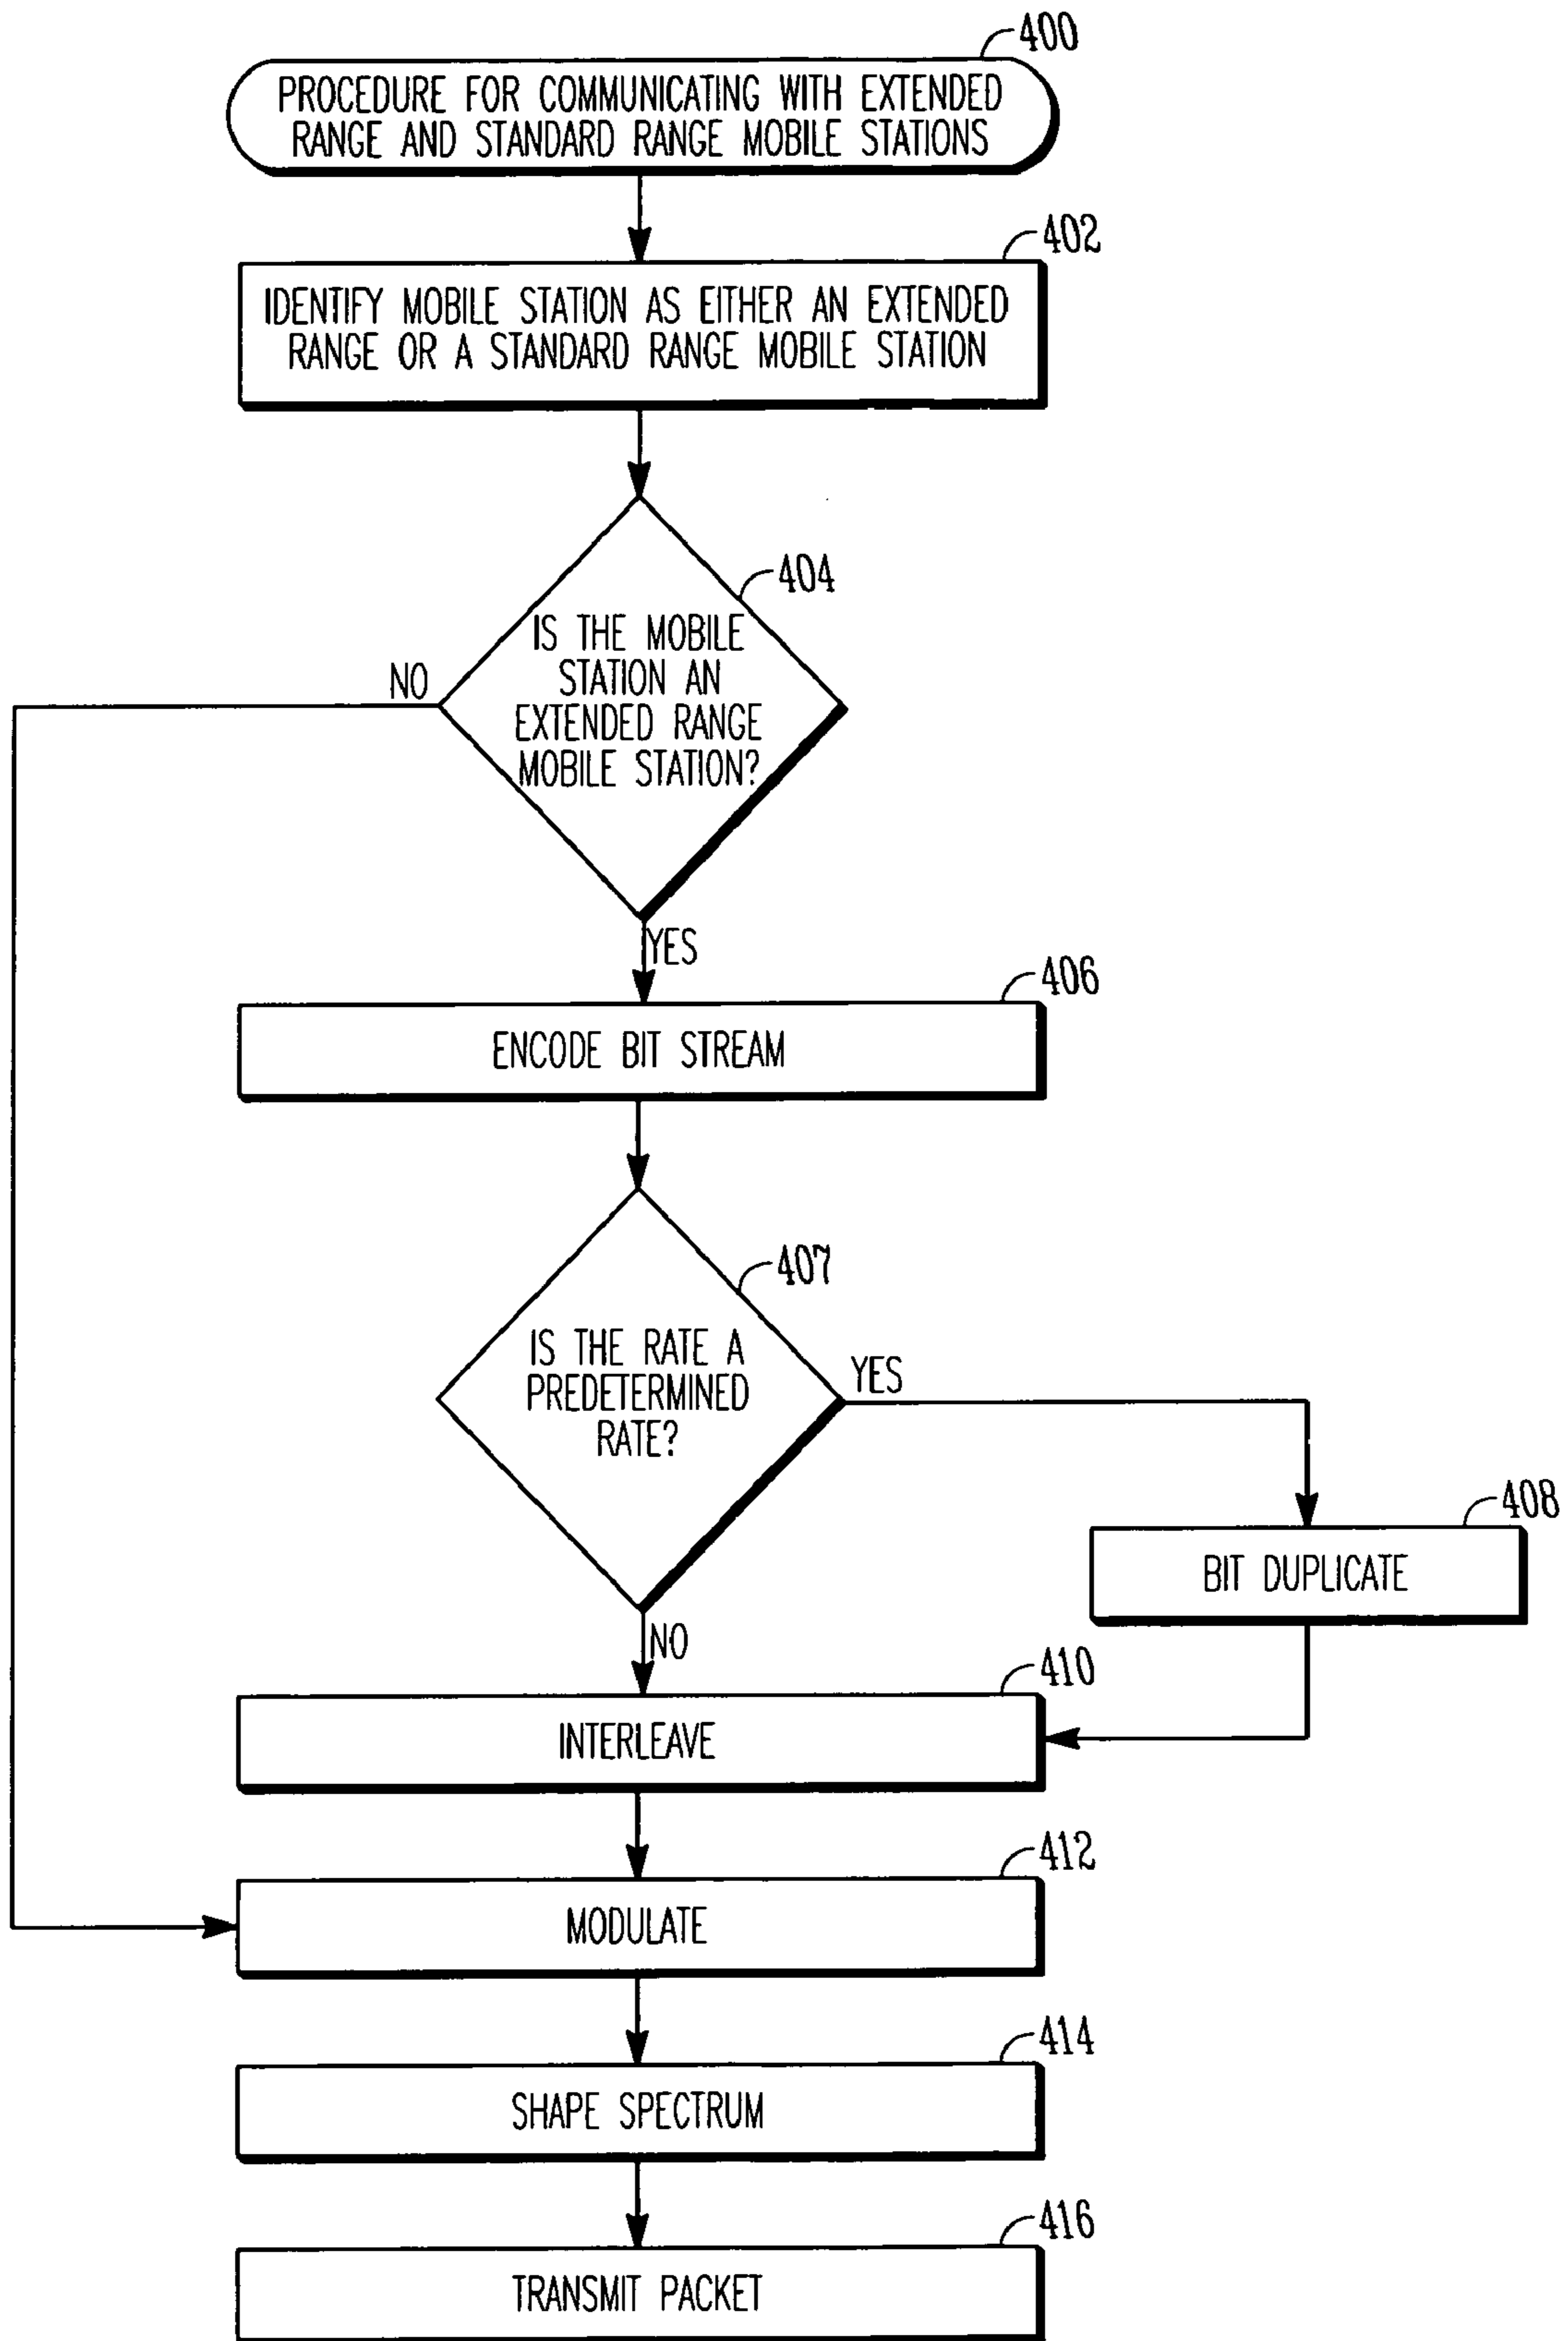 400
PROCEDURE FOR COMMUNICATING WITH EXTENDED
RANGE AND STANDARD RANGE MOBILE STATIONS
402
IDENTIFY MOBILE STATION AS EITHER AN EXTENDED
RANGE OR A STANDARD RANGE MOBILE STATION
404
IS THE MOBILE
STATION AN
EXTENDED RANGE
MOBILE STATION?
NO
YES
406
ENCODE BIT STREAM
407
IS THE RATE A
PREDETERMINED
RATE?
YES
408
BIT DUPLICATE
NO
410
INTERLEAVE
412
MODULATE
414
SHAPE SPECTRUM
416
TRANSMIT PACKET